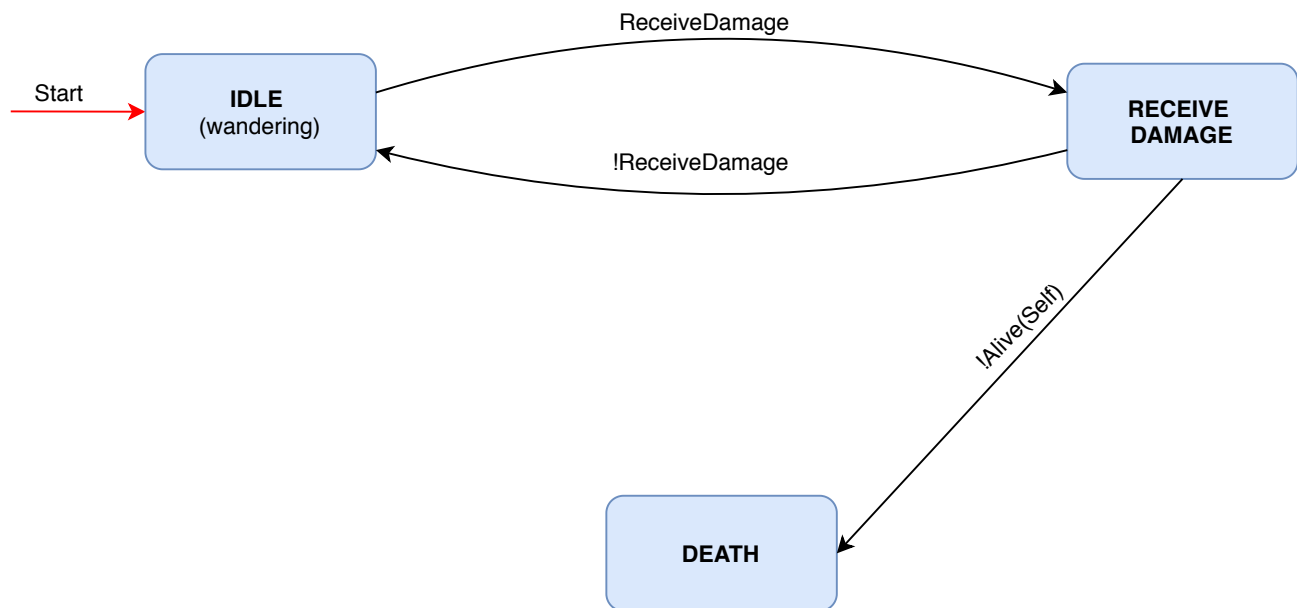 ReceiveDamage
Start
IDLE
(wandering)
RECEIVE
DAMAGE
!ReceiveDamage
!Alive(Self)
DEATH